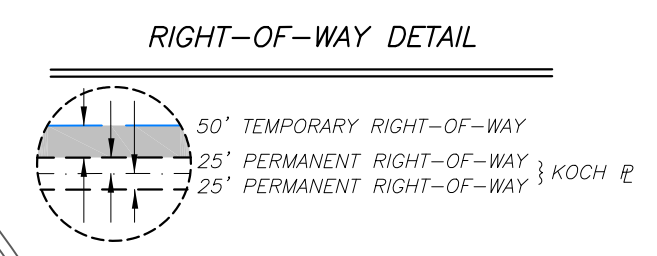 RIGHT-OF-WAY DETAIL
50' TEMPORARY RIGHT-OF-WAY
25' PERMANENT RIGHT-OF-WAY
25' PERMANENT RIGHT-OF-WAY
} KOCH PL